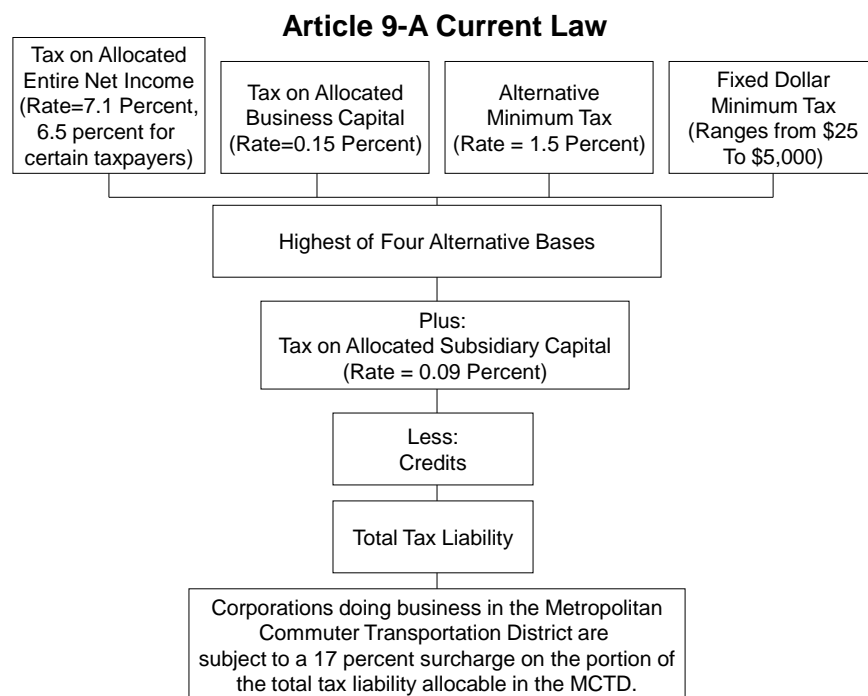 Article 9-A Current Law
Tax on Allocated
Entire Net Income
(Rate=7.1 Percent,
6.5 percent for
certain taxpayers)
Tax on Allocated
Business Capital
(Rate=0.15 Percent)
Alternative
Minimum Tax
(Rate = 1.5 Percent)
Fixed Dollar
Minimum Tax
(Ranges from $25
To $5,000)
Highest of Four Alternative Bases
Plus:
Tax on Allocated Subsidiary Capital
(Rate = 0.09 Percent)
Less:
Credits
Total Tax Liability
Corporations doing business in the Metropolitan
Commuter Transportation District are
subject to a 17 percent surcharge on the portion of
the total tax liability allocable in the MCTD.